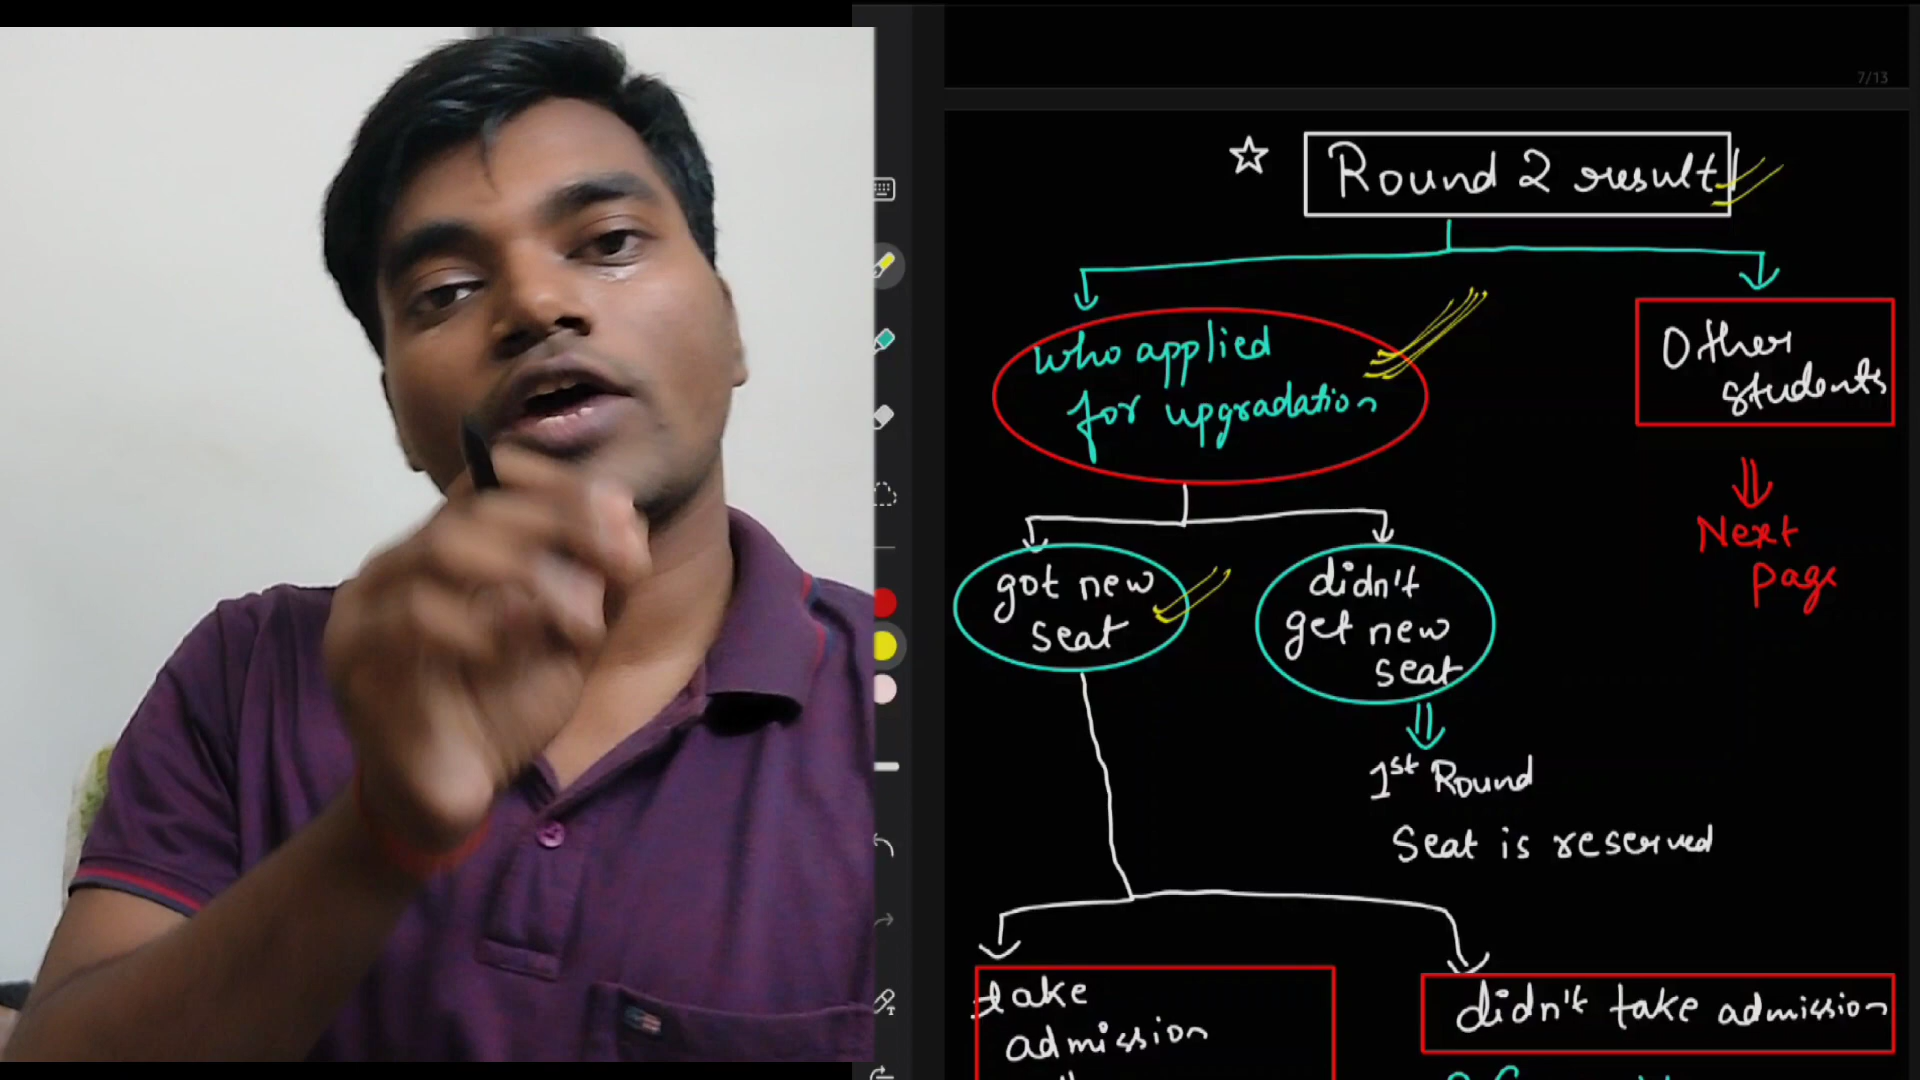 7/13
☆ Round 2 result
who applied
for upgradation
Other
students
Next
page
got new
seat
didn't
get new
seat
1st Round
Seat is reserved
take
admission
didn't take admission